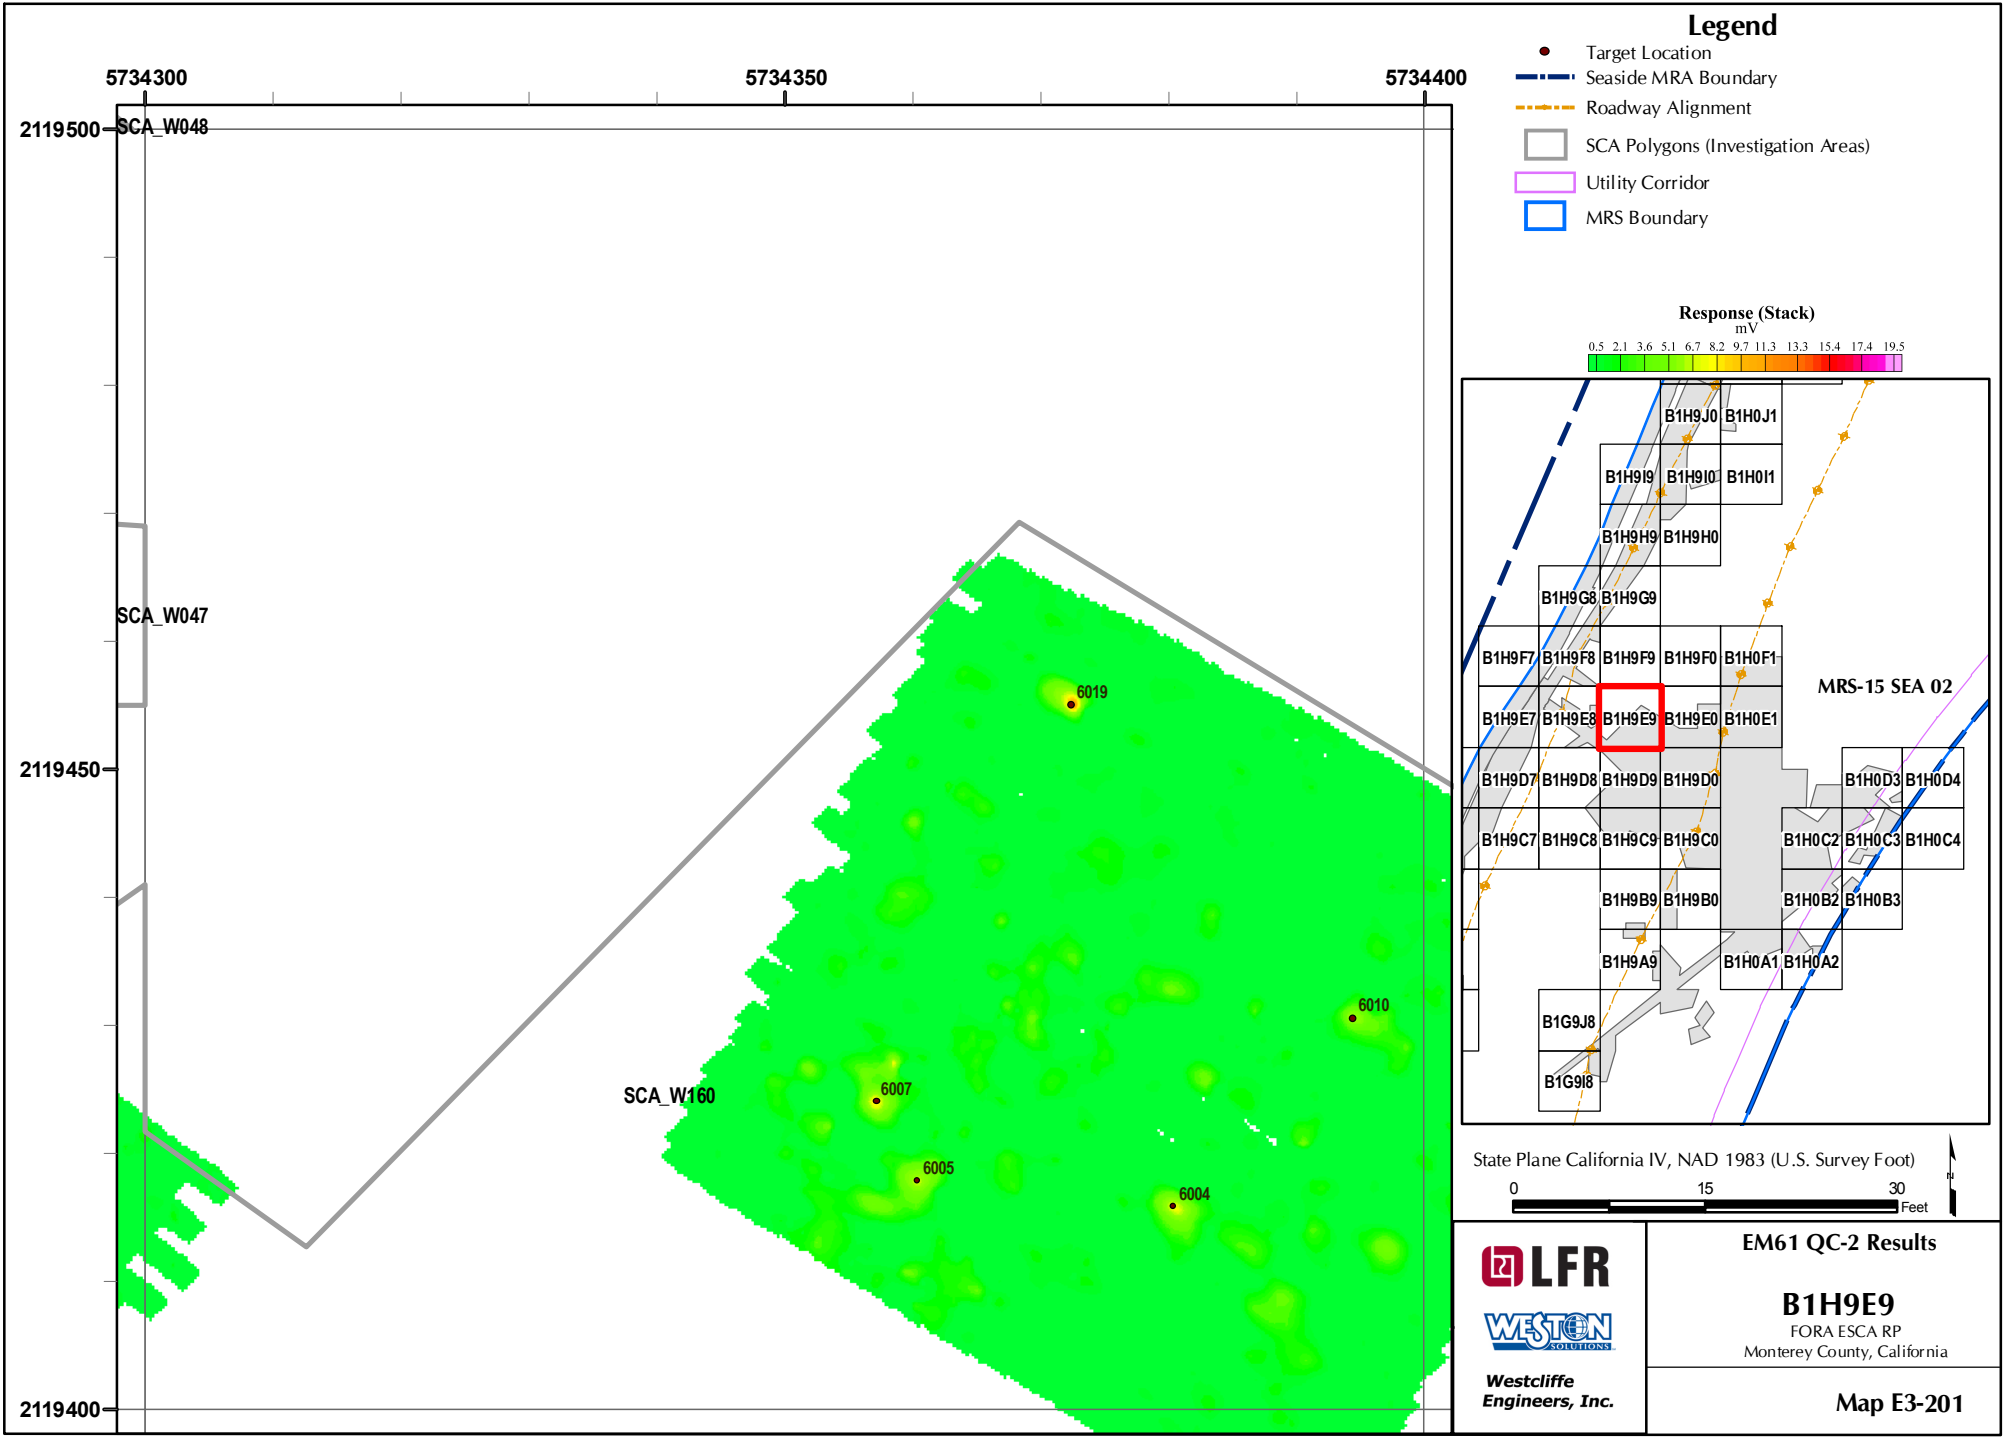 Legend
Target Location
Seaside MRA Boundary
Roadway Alignment
SCA Polygons (Investigation Areas)
Utility Corridor
MRS Boundary
5734300 5734350 5734400
2119500
2119450
2119400
SCA_W048
SCA_W047
SCA_W160
6019
6010
6007
6005
6004
Response (Stack)
mV
0.5 2.1 3.6 5.1 6.7 8.2 9.7 11.3 13.3 15.4 17.4 19.5
B1H9J0 B1H0J1
B1H9I9 B1H9I0 B1H0I1
B1H9H9 B1H9H0
B1H9G8 B1H9G9
B1H9F7 B1H9F8 B1H9F9 B1H9F0 B1H0F1
MRS-15 SEA 02
B1H9E7 B1H9E8 B1H9E9 B1H9E0 B1H0E1
B1H9D7 B1H9D8 B1H9D9 B1H9D0 B1H0D3 B1H0D4
B1H9C7 B1H9C8 B1H9C9 B1H9C0 B1H0C2 B1H0C3 B1H0C4
B1H9B9 B1H9B0 B1H0B2 B1H0B3
B1H9A9 B1H0A1 B1H0A2
B1G9J8
B1G9I8
State Plane California IV, NAD 1983 (U.S. Survey Foot)
0 15 30
Feet
N
LFR
WESTON
SOLUTIONS
Westcliffe
Engineers, Inc.
EM61 QC-2 Results
B1H9E9
FORA ESCA RP
Monterey County, California
Map E3-201